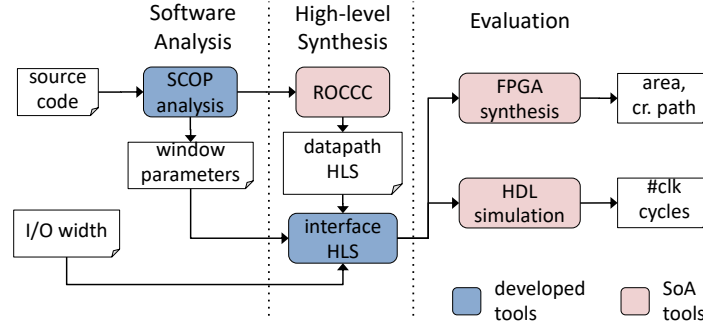 Software
Analysis
High-level
Synthesis
Evaluation
source
code
SCOP
analysis
ROCCC
FPGA
synthesis
area,
cr. path
window
parameters
datapath
HLS
HDL
simulation
#clk
cycles
I/O width
interface
HLS
developed
tools
SoA
tools